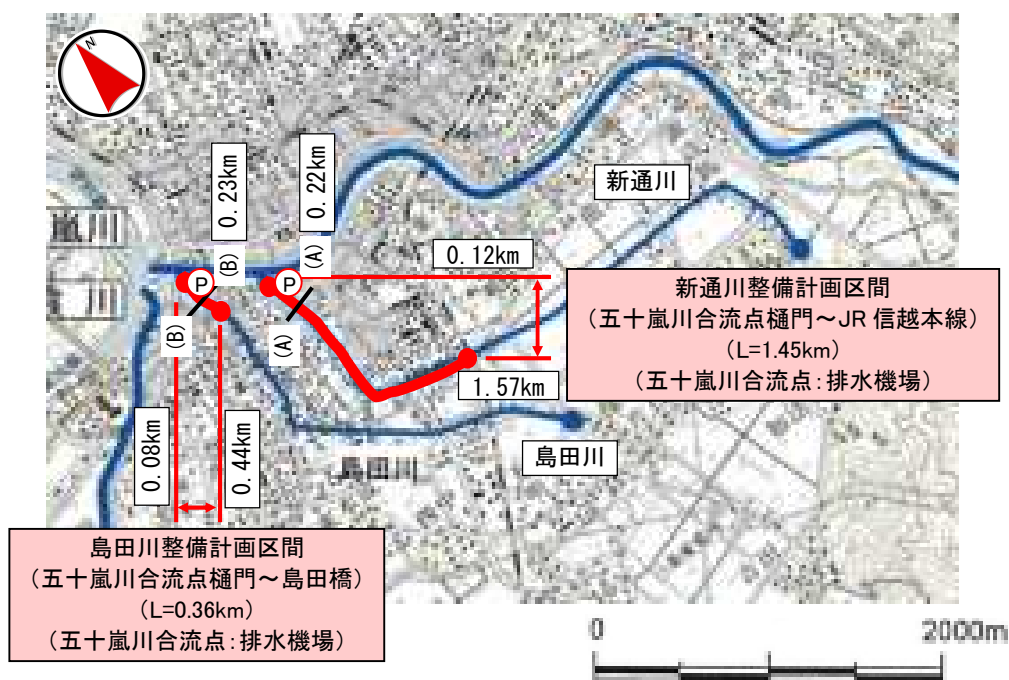 N
0.23km
0.22km
(B)
(A)
新通川
0.12km
嵐川
川
P
P
(B)
(A)
新通川整備計画区間
(五十嵐川合流点樋門～JR 信越本線)
(L=1.45km)
(五十嵐川合流点:排水機場)
1.57km
0.08km
0.44km
島田川
島田川
島田川整備計画区間
(五十嵐川合流点樋門～島田橋)
(L=0.36km)
(五十嵐川合流点:排水機場)
0
2000m